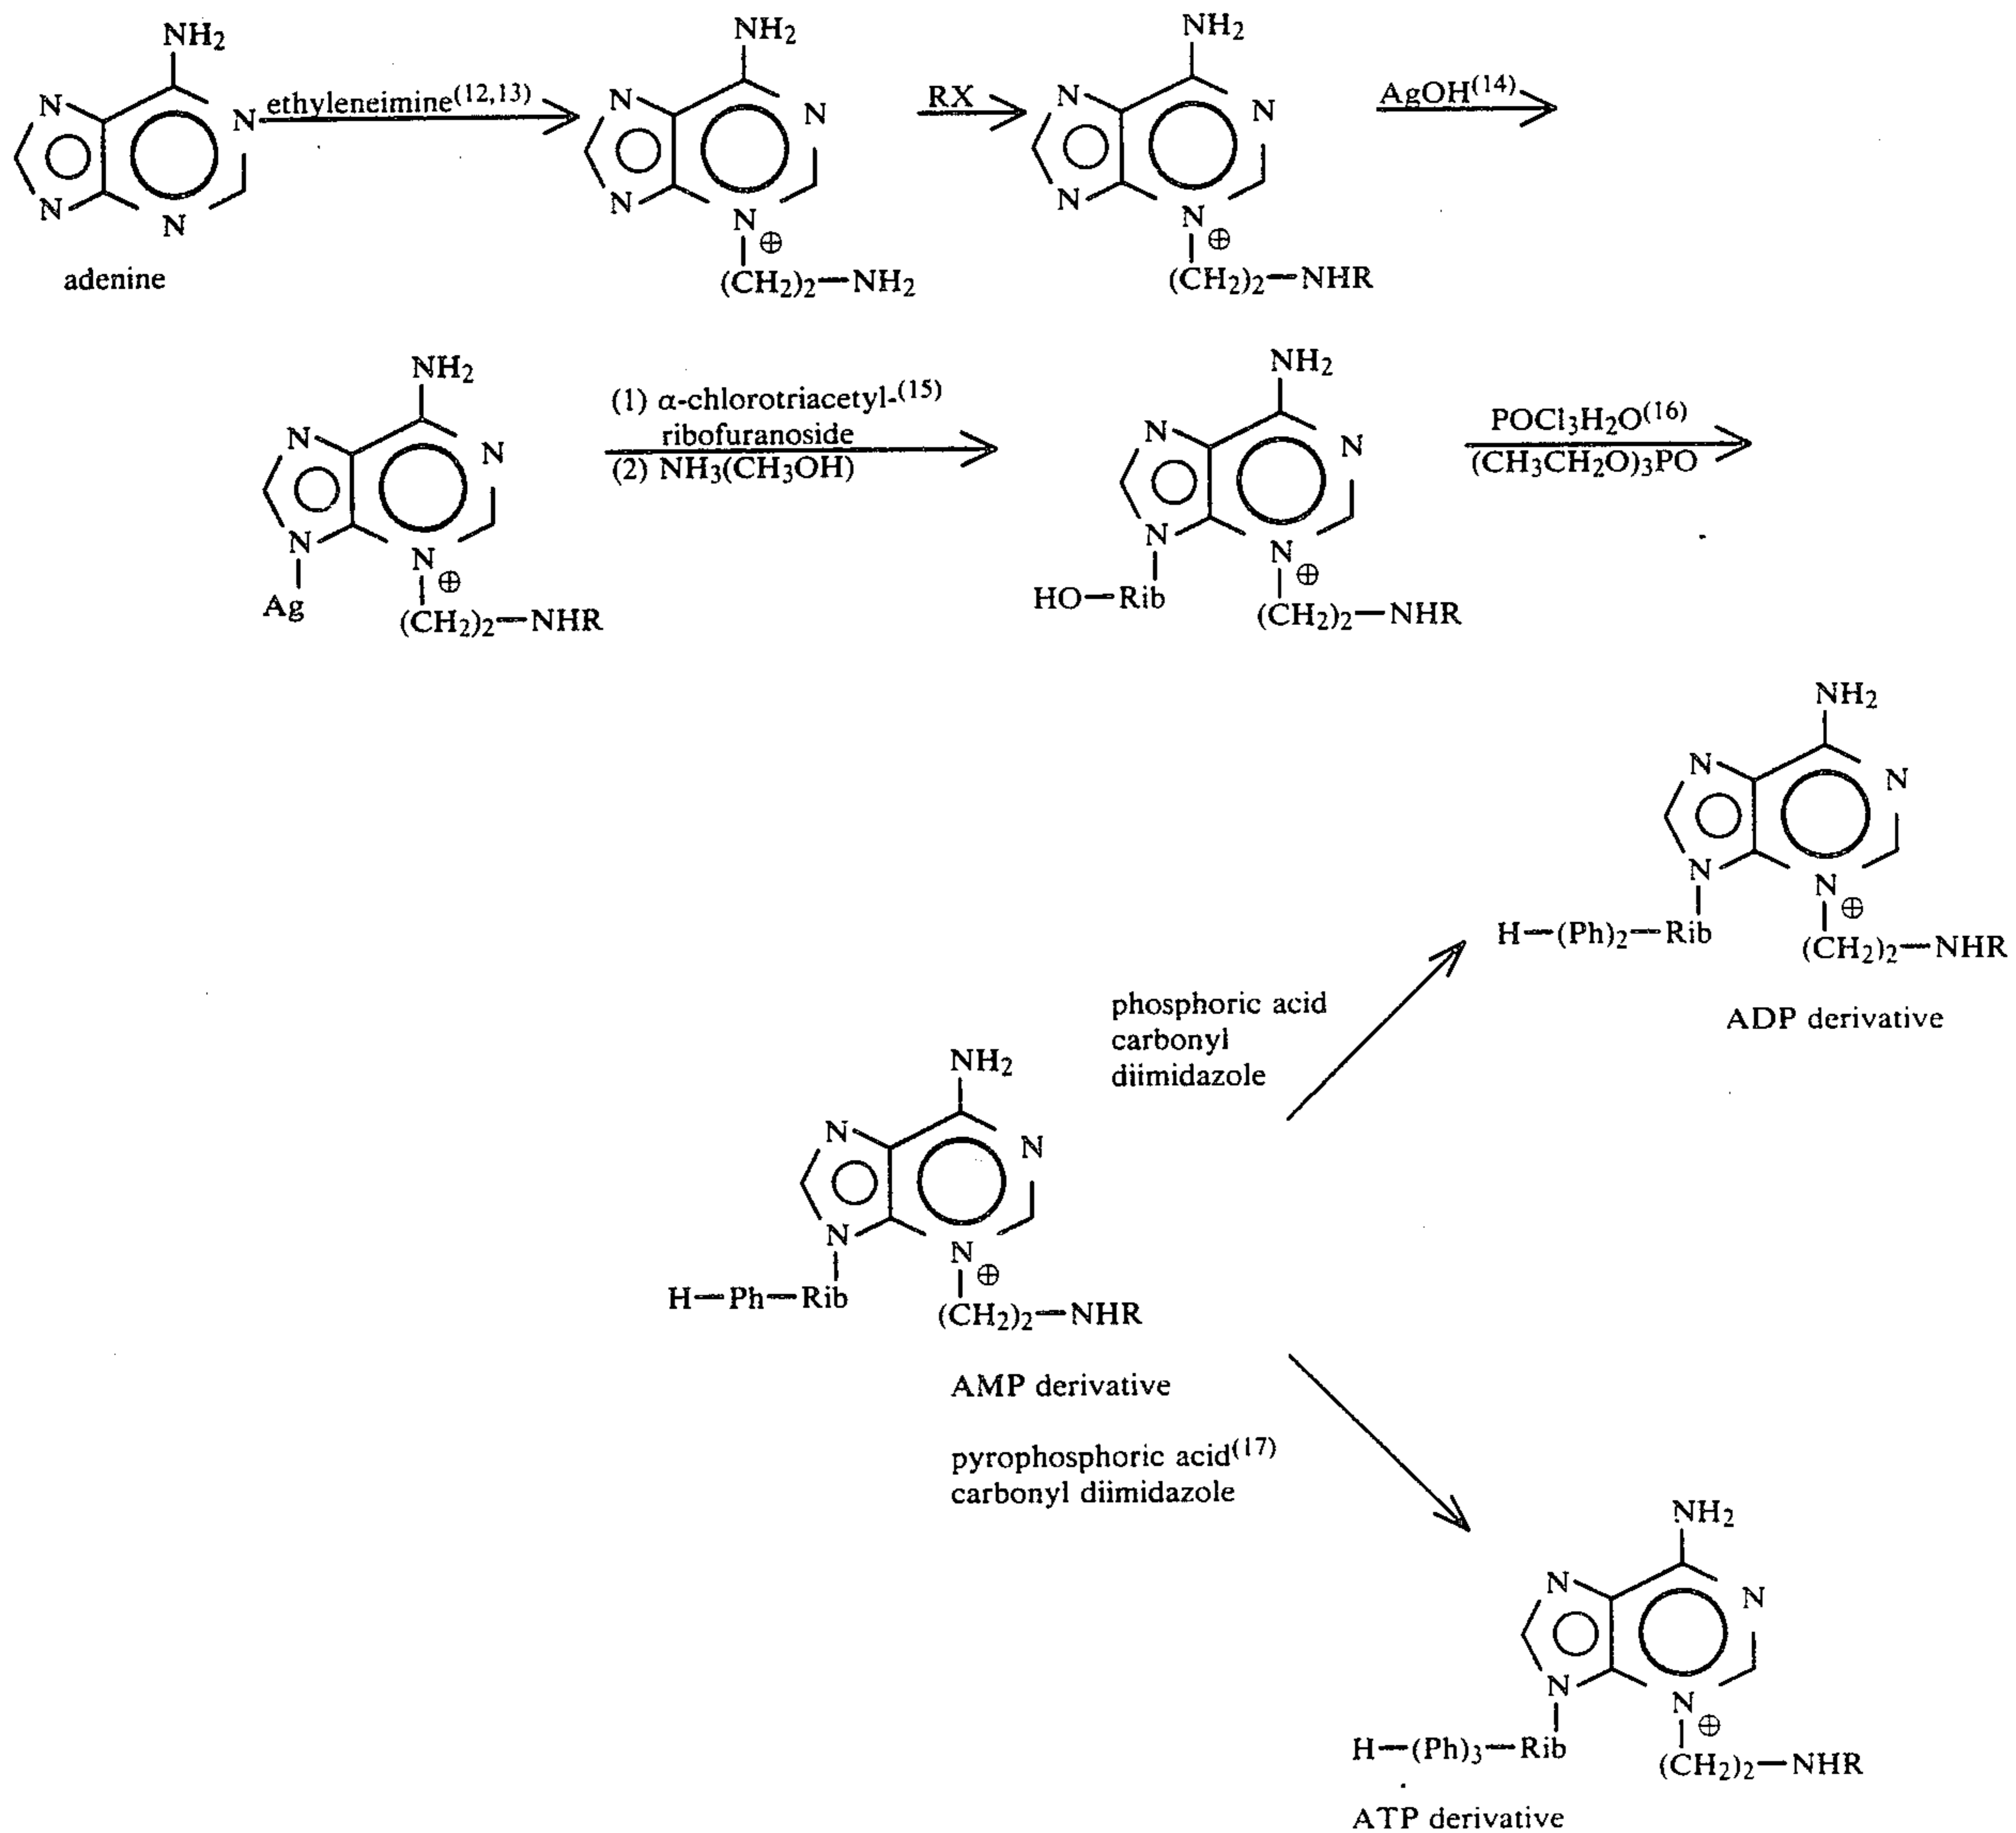 NH2
N
N
N
N
adenine
ethyleneimine(12,13)
NH2
N
N
N
N
⊕
(CH2)2—NH2
RX
NH2
N
N
N
N
⊕
(CH2)2—NHR
AgOH(14)
NH2
N
N
N
N
⊕
Ag
(CH2)2—NHR
(1) α-chlorotriacetyl-(15)
ribofuranoside
(2) NH3(CH3OH)
NH2
N
N
N
N
⊕
HO—Rib
(CH2)2—NHR
POCl3H2O(16)
(CH3CH2O)3PO
NH2
N
N
N
N
⊕
H—(Ph)2—Rib
(CH2)2—NHR
ADP derivative
phosphoric acid
carbonyl
diimidazole
NH2
N
N
N
N
⊕
H—Ph—Rib
(CH2)2—NHR
AMP derivative
pyrophosphoric acid(17)
carbonyl diimidazole
NH2
N
N
N
N
⊕
H—(Ph)3—Rib
(CH2)2—NHR
ATP derivative